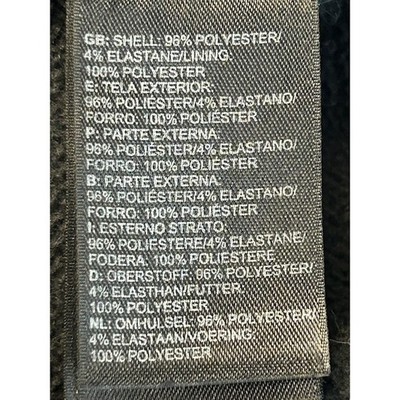 GB: SHELL: 96% POLYESTER/
4% ELASTANE/LINING:
100% POLYESTER
E: TELA EXTERIOR:
96% POLIÉSTER/4% ELASTANO/
FORRO: 100% POLIÉSTER
P: PARTE EXTERNA:
96% POLIÉSTER/4% ELASTANO/
FORRO: 100% POLIÉSTER
B: PARTE EXTERNA:
96% POLIÉSTER/4% ELASTANO/
FORRO: 100% POLIÉSTER
I: ESTERNO STRATO:
96% POLIESTERE/4% ELASTANE/
FODERA: 100% POLIESTERE
D: OBERSTOFF: 96% POLYESTER/
4% ELASTHAN/FUTTER:
100% POLYESTER
NL: OMHULSEL: 96% POLYESTER/
4% ELASTAAN/VOERING:
100% POLYESTER